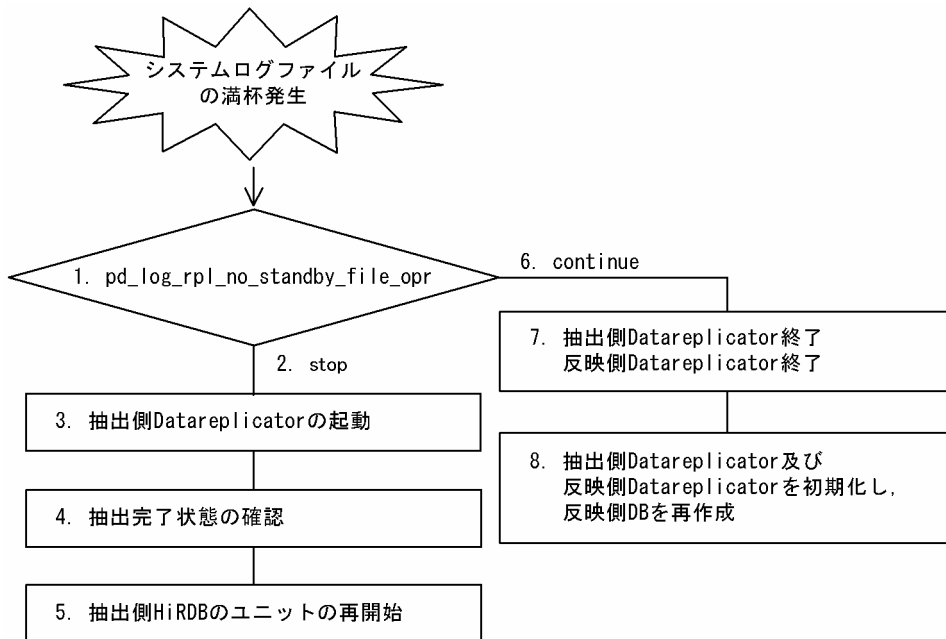 システムログファイル
の満杯発生
1. pd_log_rpl_no_standby_file_opr
6. continue
2. stop
7. 抽出側Datareplicator終了
反映側Datareplicator終了
3. 抽出側Datareplicatorの起動
8. 抽出側Datareplicator及び
反映側Datareplicatorを初期化し,
反映側DBを再作成
4. 抽出完了状態の確認
5. 抽出側HiRDBのユニットの再開始